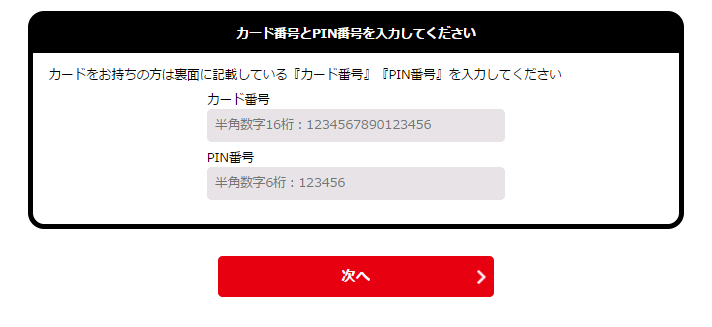 カード番号とPIN番号を入力してください
カードをお持ちの方は裏面に記載している『カード番号』『PIN番号』を入力してください
カード番号
半角数字16桁：1234567890123456
PIN番号
半角数字6桁：123456
次へ